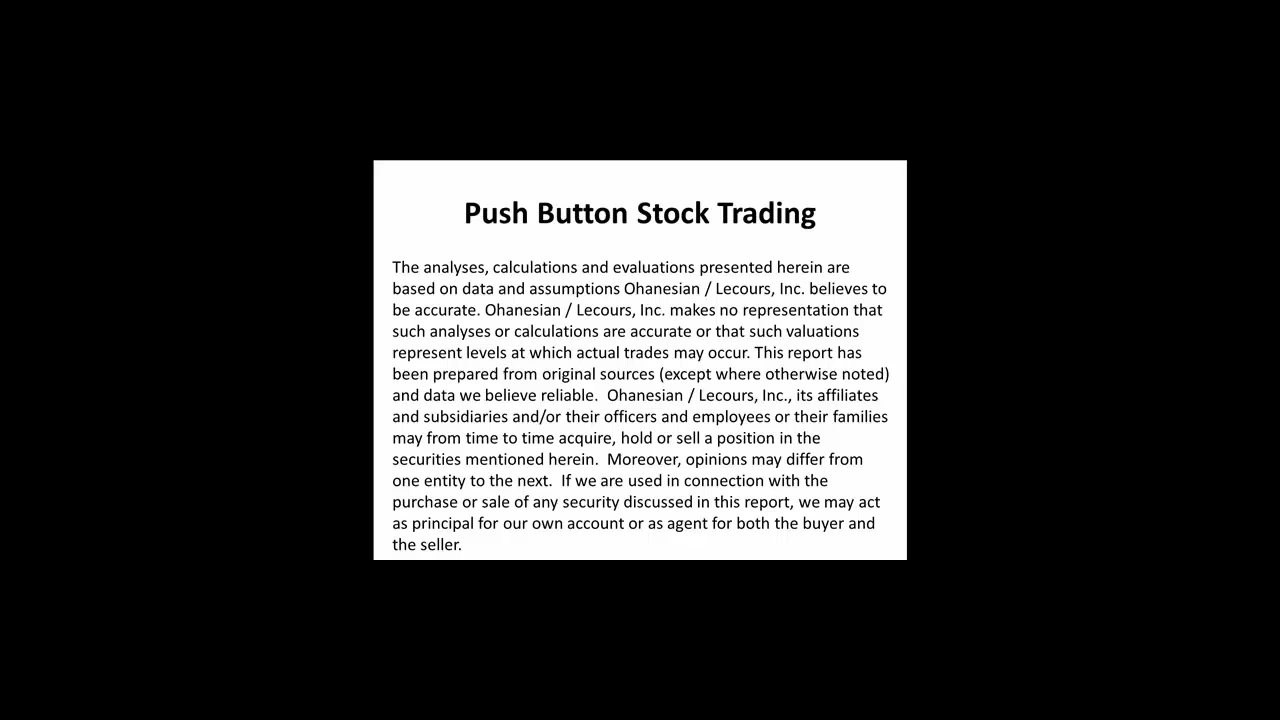 Push Button Stock Trading
The analyses, calculations and evaluations presented herein are
based on data and assumptions Ohanesian / Lecours, Inc. believes to
be accurate. Ohanesian / Lecours, Inc. makes no representation that
such analyses or calculations are accurate or that such valuations
represent levels at which actual trades may occur. This report has
been prepared from original sources (except where otherwise noted)
and data we believe reliable.  Ohanesian / Lecours, Inc., its affiliates
and subsidiaries and/or their officers and employees or their families
may from time to time acquire, hold or sell a position in the
securities mentioned herein.  Moreover, opinions may differ from
one entity to the next.  If we are used in connection with the
purchase or sale of any security discussed in this report, we may act
as principal for our own account or as agent for both the buyer and
the seller.